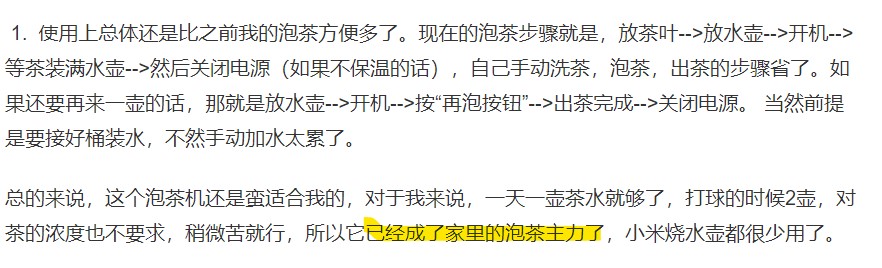 1. 使用上总体还是比之前我的泡茶方便多了。现在的泡茶步骤就是，放茶叶-->放水壶-->开机-->
等茶装满水壶-->然后关闭电源（如果不保温的话），自己手动洗茶，泡茶，出茶的步骤省了。如
果还要再来一壶的话，那就是放水壶-->开机-->按“再泡按钮”-->出茶完成-->关闭电源。 当然前提
是要接好桶装水，不然手动加水太累了。
总的来说，这个泡茶机还是蛮适合我的，对于我来说，一天一壶茶水就够了，打球的时候2壶，对
茶的浓度也不要求，稍微苦就行，所以它已经成了家里的泡茶主力了，小米烧水壶都很少用了。